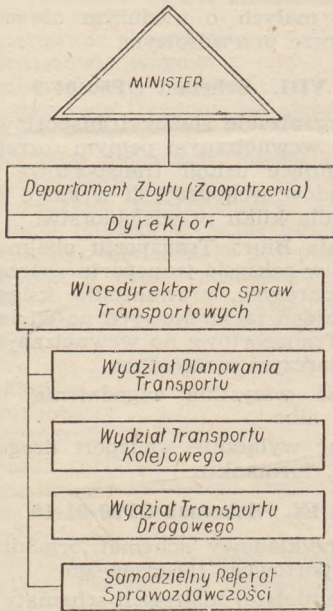 MINISTER
Departament Zbytu (Zaopatrzenia)
Dyrektor
Wicedyrektor do spraw
Transportowych
Wydział Planowania
Transportu
Wydział Transportu
Kolejowego
Wydział Transportu
Drogowego
Samodzielny Referat
Sprawozdawczości